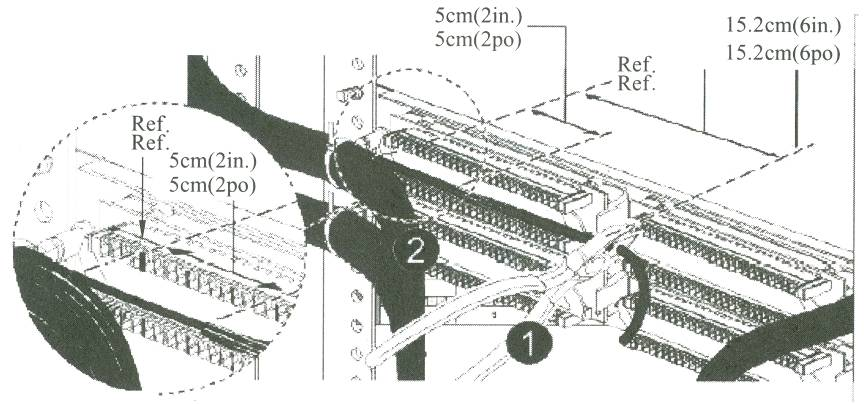 5cm(2in.)
5cm(2po)
15.2cm(6in.)
15.2cm(6po)
Ref.
Ref.
Ref.
Ref.
5cm(2in.)
5cm(2po)
2
1